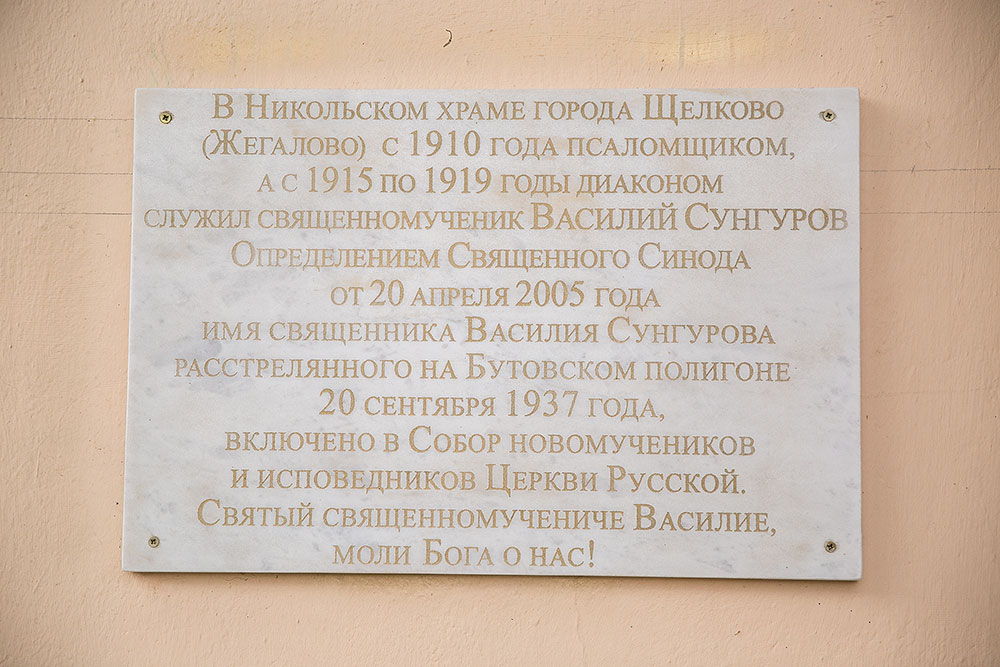 В Никольском храме города Щелково
(Жегалово) с 1910 года псаломщиком,
а с 1915 по 1919 годы диаконом
служил священномученик Василий Сунгуров
Определением Священного Синода
от 20 апреля 2005 года
имя священника Василия Сунгурова
расстрелянного на Бутовском полигоне
20 сентября 1937 года,
включено в Собор новомучеников
и исповедников Церкви Русской.
Святый священномучениче Василие,
моли Бога о нас!